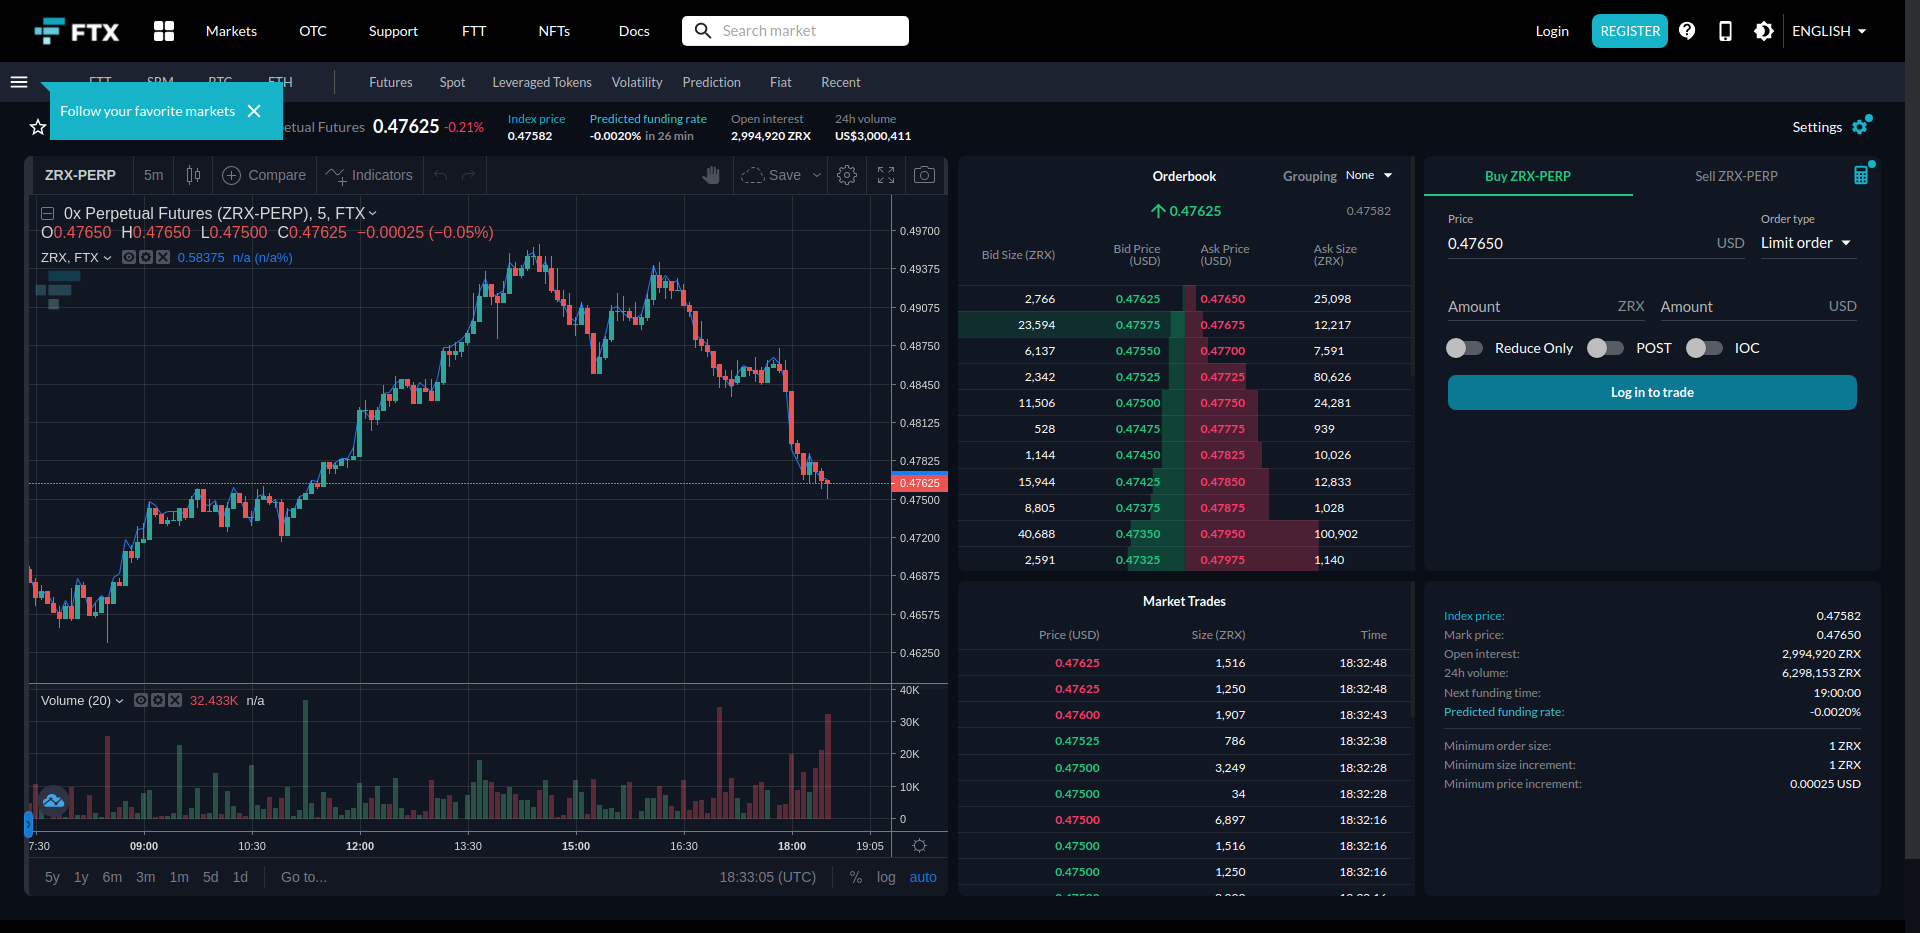 FTX Markets OTC Support FTT NFTs Docs Search market Login REGISTER ENGLISH
FTT SRM BTC ETH Futures Spot Leveraged Tokens Volatility Prediction Fiat Recent
Follow your favorite markets
etual Futures 0.47625 -0.21%
Index price
0.47582
Predicted funding rate
-0.0020% in 26 min
Open interest
2,994,920 ZRX
24h volume
US$3,000,411
Settings
ZRX-PERP 5m Compare Indicators Save
0x Perpetual Futures (ZRX-PERP), 5, FTX
O0.47650 H0.47650 L0.47500 C0.47625 −0.00025 (−0.05%)
ZRX, FTX 0.58375 n/a (n/a%)
0.49700
0.49375
0.49075
0.48750
0.48450
0.48125
0.47825
0.47625
0.47500
0.47200
0.46875
0.46575
0.46250
Volume (20) 32.433K n/a
40K
30K
20K
10K
0
7:30 09:00 10:30 12:00 13:30 15:00 16:30 18:00 19:05
5y 1y 6m 3m 1m 5d 1d Go to... 18:33:05 (UTC) % log auto
Orderbook Grouping None
0.47625 0.47582
Bid Size (ZRX) Bid Price (USD) Ask Price (USD) Ask Size (ZRX)
2,766 0.47625 0.47650 25,098
23,594 0.47575 0.47675 12,217
6,137 0.47550 0.47700 7,591
2,342 0.47525 0.47725 80,626
11,506 0.47500 0.47750 24,281
528 0.47475 0.47775 939
1,144 0.47450 0.47825 10,026
15,944 0.47425 0.47850 12,833
8,805 0.47375 0.47875 1,028
40,688 0.47350 0.47950 100,902
2,591 0.47325 0.47975 1,140
Market Trades
Price (USD) Size (ZRX) Time
0.47625 1,516 18:32:48
0.47625 1,250 18:32:48
0.47600 1,907 18:32:43
0.47525 786 18:32:38
0.47500 3,249 18:32:28
0.47500 34 18:32:28
0.47500 6,897 18:32:16
0.47500 1,516 18:32:16
0.47500 1,250 18:32:16
Buy ZRX-PERP Sell ZRX-PERP
Price Order type
0.47650 USD Limit order
Amount ZRX Amount USD
Reduce Only POST IOC
Log in to trade
Index price: 0.47582
Mark price: 0.47650
Open interest: 2,994,920 ZRX
24h volume: 6,298,153 ZRX
Next funding time: 19:00:00
Predicted funding rate: -0.0020%
Minimum order size: 1 ZRX
Minimum size increment: 1 ZRX
Minimum price increment: 0.00025 USD